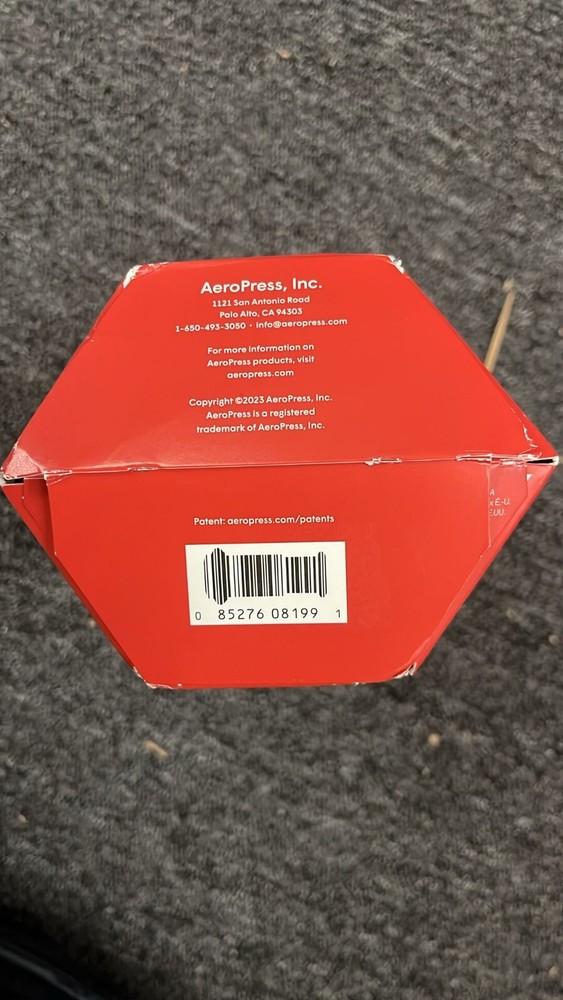 AeroPress, Inc.
1121 San Antonio Road
Palo Alto, CA 94303
1-650-493-3050 • info@aeropress.com
For more information on
AeroPress products, visit
aeropress.com
Copyright ©2023 AeroPress, Inc.
AeroPress is a registered
trademark of AeroPress, Inc.
A
x É.-U.
E.UU.
Patent: aeropress.com/patents
0 85276 08199 1